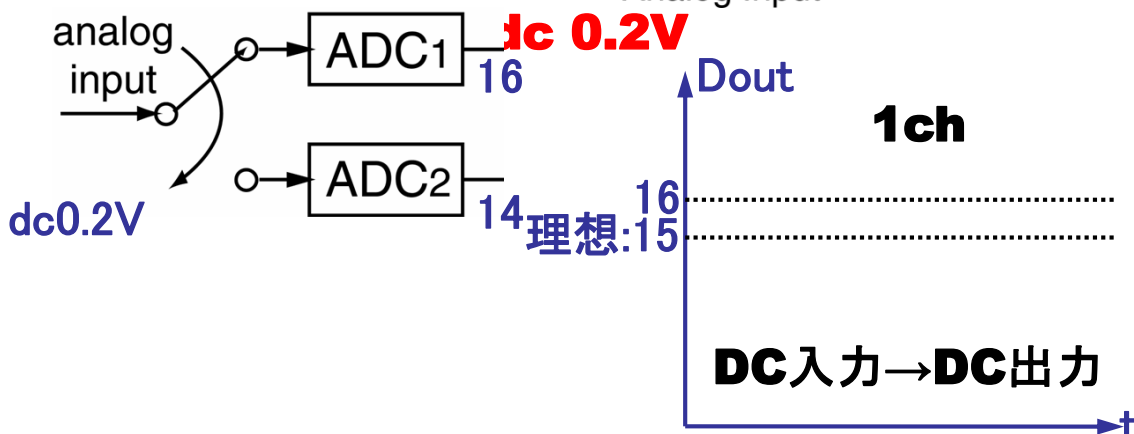 analog
input
ADC1
16
ADC2
14
dc0.2V
dc 0.2V
Dout
1ch
16
理想:15
DC入力→DC出力
t